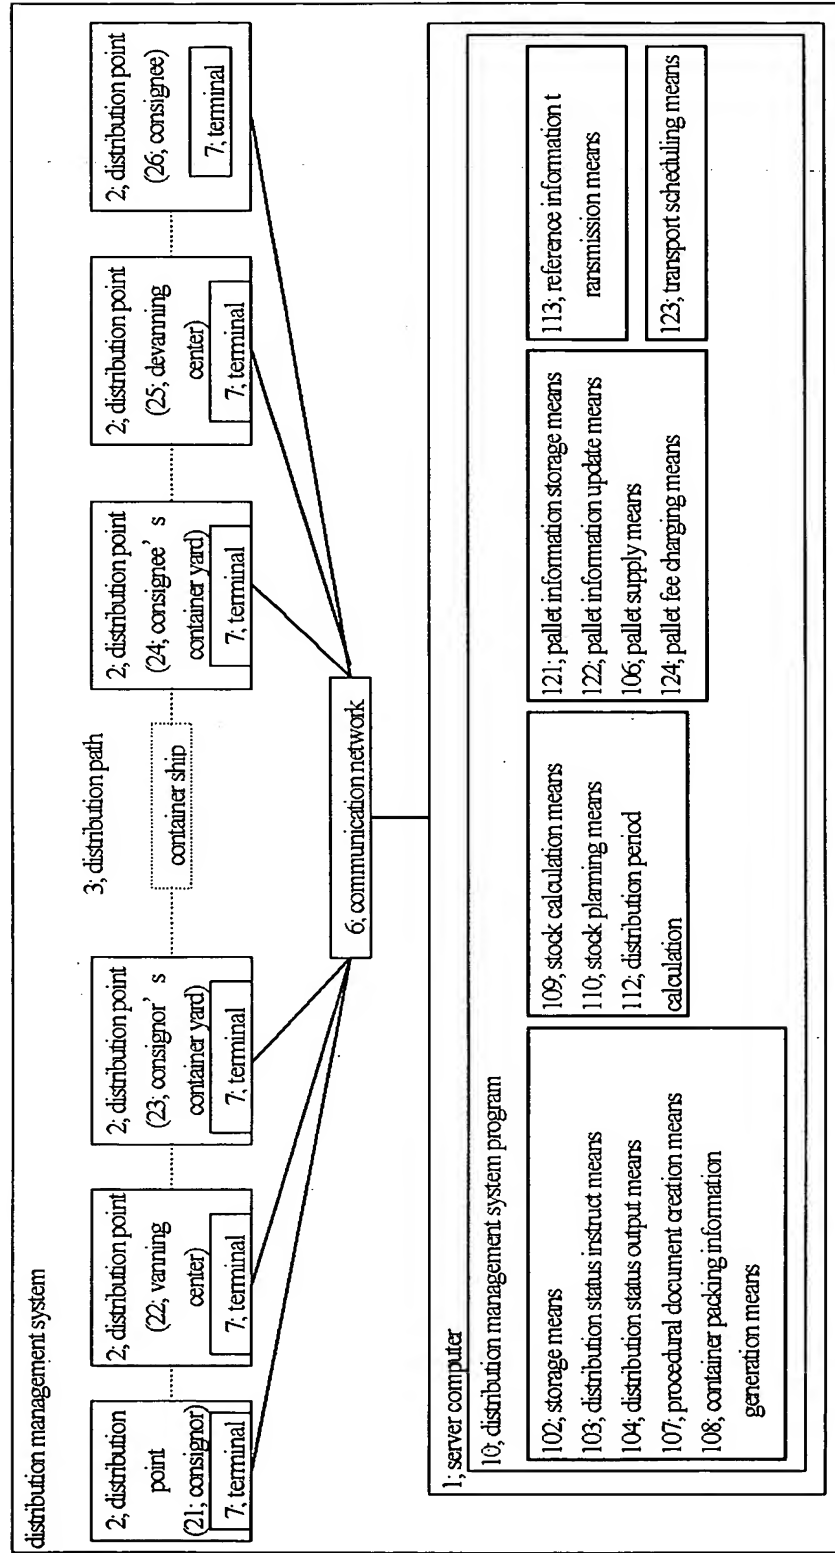 distribution management system
2; distribution
point
(21; consignor)
7; terminal
2; distribution point
(22; vanning
center)
7; terminal
2; distribution point
(23; consignor' s
container yard)
7; terminal
3; distribution path
container ship
2; distribution point
(24; consignee' s
container yard)
7; terminal
2; distribution point
(25; devanning
center)
7; terminal
2; distribution point
(26; consignee)
7; terminal
6; communication network
1; server computer
10; distribution management system program
102; storage means
103; distribution status instruct means
104; distribution status output means
107; procedural document creation means
108; container packing information
generation means
109; stock calculation means
110; stock planning means
112; distribution period
calculation
121; pallet information storage means
122; pallet information update means
106; pallet supply means
124; pallet fee charging means
113; reference information t
ransmission means
123; transport scheduling means